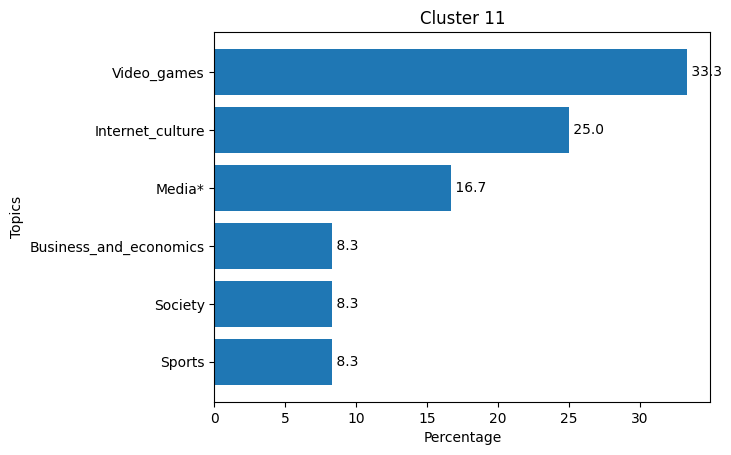 Cluster 11
Topics
Video_games 33.3
Internet_culture 25.0
Media* 16.7
Business_and_economics 8.3
Society 8.3
Sports 8.3
0 5 10 15 20 25 30
Percentage